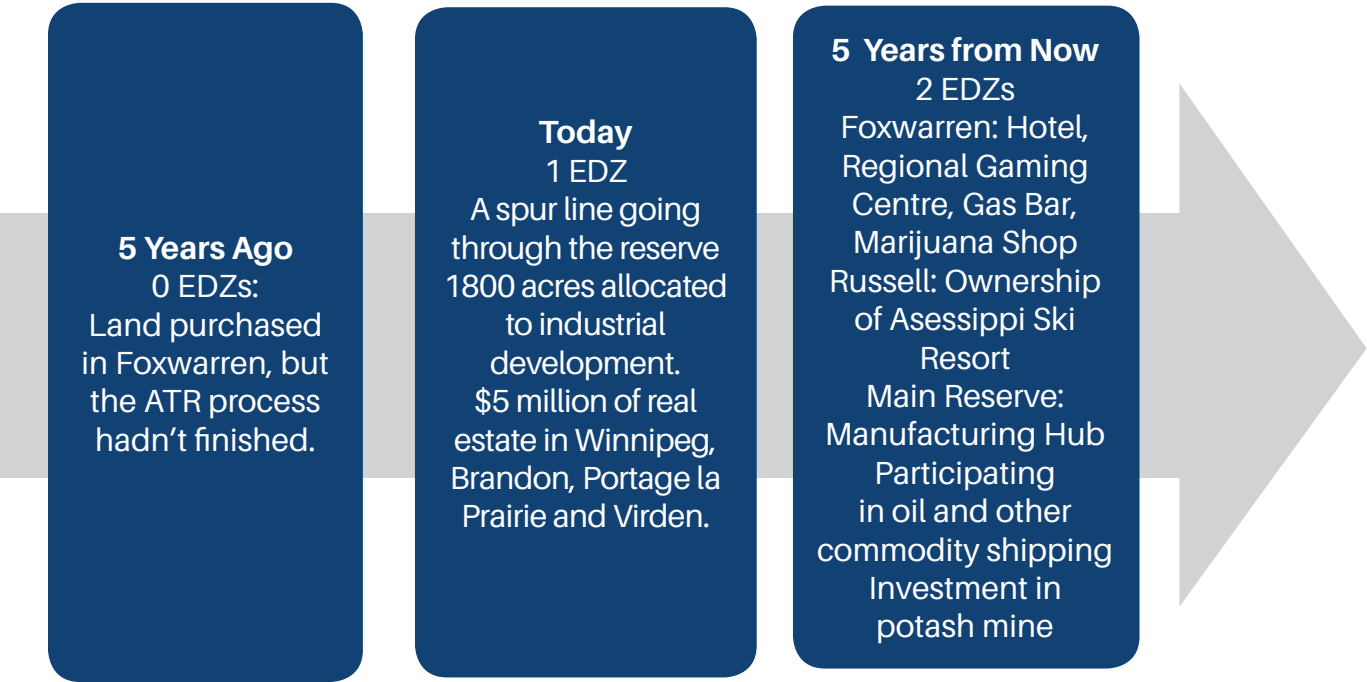 5 Years Ago
0 EDZs:
Land purchased
in Foxwarren, but
the ATR process
hadn't finished.
Today
1 EDZ
A spur line going
through the reserve
1800 acres allocated
to industrial
development.
$5 million of real
estate in Winnipeg,
Brandon, Portage la
Prairie and Virden.
5 Years from Now
2 EDZs
Foxwarren: Hotel,
Regional Gaming
Centre, Gas Bar,
Marijuana Shop
Russell: Ownership
of Asessippi Ski
Resort
Main Reserve:
Manufacturing Hub
Participating
in oil and other
commodity shipping
Investment in
potash mine